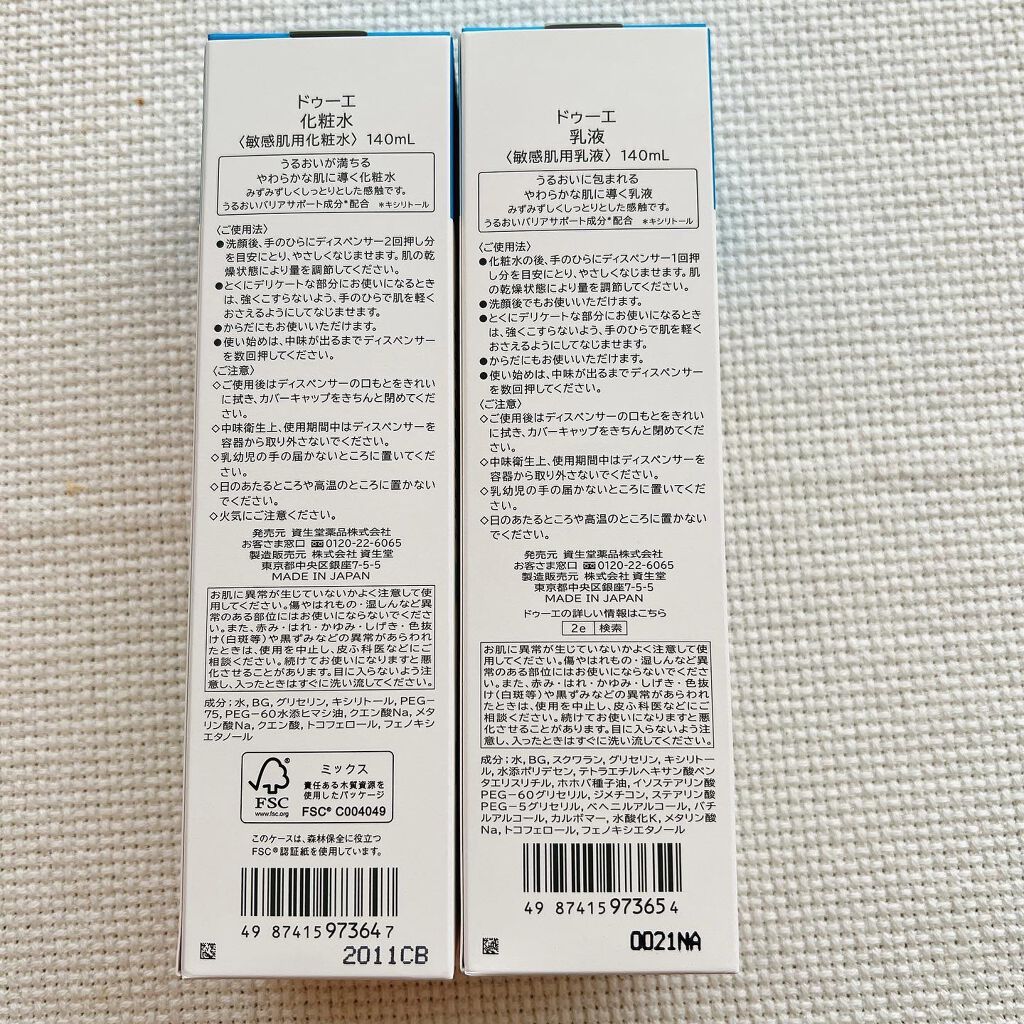 ドゥーエ
化粧水
〈敏感肌用化粧水〉 140mL
うるおいが満ちる
やわらかな肌に導く化粧水
みずみずしくしっとりとした感触です。
うるおいバリアサポート成分*配合 *キシリトール
〈ご使用法〉
●洗顔後、手のひらにディスペンサー2回押し分
を目安にとり、やさしくなじませます。肌の乾
燥状態により量を調節してください。
●とくにデリケートな部分にお使いになるとき
は、強くこすらないよう、手のひらで肌を軽く
おさえるようにしてなじませます。
●からだにもお使いいただけます。
●使い始めは、中味が出るまでディスペンサー
を数回押してください。
〈ご注意〉
◇ご使用後はディスペンサーの口もとをきれい
に拭き、カバーキャップをきちんと閉めてくだ
さい。
◇中味衛生上、使用期間中はディスペンサーを
容器から取り外さないでください。
◇乳幼児の手の届かないところに置いてくだ
さい。
◇日のあたるところや高温のところに置かない
でください。
◇火気にご注意ください。
発売元 資生堂薬品株式会社
お客さま窓口 0120-22-6065
製造販売元 株式会社 資生堂
東京都中央区銀座7-5-5
MADE IN JAPAN
お肌に異常が生じていないかよく注意して使
用してください。傷やはれもの・湿しんなど異
常のある部位にはお使いにならないでくださ
い。また、赤み・はれ・かゆみ・しげき・色抜
け(白斑等)や黒ずみなどの異常があらわれ
たときは、使用を中止し、皮ふ科医などにご
相談ください。続けてお使いになりますと悪
化させることがあります。目に入らないよう注
意し、入ったときはすぐに洗い流してください。
成分:水,BG,グリセリン,キシリトール,PEG-
75,PEG-60水添ヒマシ油,クエン酸Na,メタ
リン酸Na,クエン酸,トコフェロール,フェノキシ
エタノール
FSC
www.fsc.org
ミックス
責任ある木質資源を
使用したパッケージ
FSC® C004049
このケースは、森林保全に役立つ
FSC®認証紙を使用しています。
49 87415 97364 7
2011CB
ドゥーエ
乳液
〈敏感肌用乳液〉 140mL
うるおいに包まれる
やわらかな肌に導く乳液
みずみずしくしっとりとした感触です。
うるおいバリアサポート成分*配合 *キシリトール
〈ご使用法〉
●化粧水の後、手のひらにディスペンサー1回押
し分を目安にとり、やさしくなじませます。肌
の乾燥状態により量を調節してください。
●洗顔後でもお使いいただけます。
●とくにデリケートな部分にお使いになるとき
は、強くこすらないよう、手のひらで肌を軽く
おさえるようにしてなじませます。
●からだにもお使いいただけます。
●使い始めは、中味が出るまでディスペンサー
を数回押してください。
〈ご注意〉
◇ご使用後はディスペンサーの口もとをきれい
に拭き、カバーキャップをきちんと閉めてくだ
さい。
◇中味衛生上、使用期間中はディスペンサーを
容器から取り外さないでください。
◇乳幼児の手の届かないところに置いてくだ
さい。
◇日のあたるところや高温のところに置かない
でください。
発売元 資生堂薬品株式会社
お客さま窓口 0120-22-6065
製造販売元 株式会社 資生堂
東京都中央区銀座7-5-5
MADE IN JAPAN
ドゥーエの詳しい情報はこちら
2e 検索
お肌に異常が生じていないかよく注意して使
用してください。傷やはれもの・湿しんなど異
常のある部位にはお使いにならないでくださ
い。また、赤み・はれ・かゆみ・しげき・色抜
け(白斑等)や黒ずみなどの異常があらわれ
たときは、使用を中止し、皮ふ科医などにご
相談ください。続けてお使いになりますと悪
化させることがあります。目に入らないよう注
意し、入ったときはすぐに洗い流してください。
成分:水,BG,スクワラン,グリセリン,キシリトー
ル,水添ポリデセン,テトラエチルヘキサン酸ペン
タエリスリチル,ホホバ種子油,イソステアリン酸
PEG-60グリセリル,ジメチコン,ステアリン酸
PEG-5グリセリル,ベヘニルアルコール,バチ
ルアルコール,カルボマー,水酸化K,メタリン酸
Na,トコフェロール,フェノキシエタノール
49 87415 97365 4
0021NA